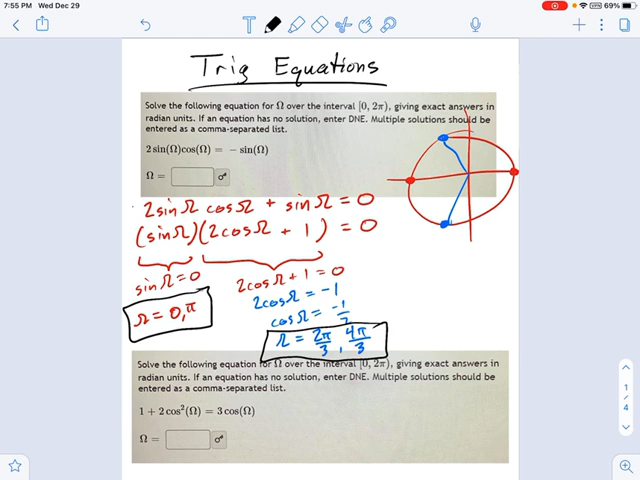 7:55 PM Wed Dec 29
69%
T
Trig Equations
Solve the following equation for Ω over the interval [0, 2π), giving exact answers in
radian units. If an equation has no solution, enter DNE. Multiple solutions should be
entered as a comma-separated list.
2 sin(Ω)cos(Ω) = − sin(Ω)
Ω =
2sinΩ cosΩ + sinΩ = 0
(sinΩ)(2cosΩ + 1) = 0
sinΩ = 0
2cosΩ + 1 = 0
Ω = 0, π
2cosΩ = -1
cosΩ = -1/2
Ω = 2π/3, 4π/3
Solve the following equation for Ω over the interval [0, 2π), giving exact answers in
radian units. If an equation has no solution, enter DNE. Multiple solutions should be
entered as a comma-separated list.
1 + 2 cos²(Ω) = 3 cos(Ω)
Ω =
1
/
4